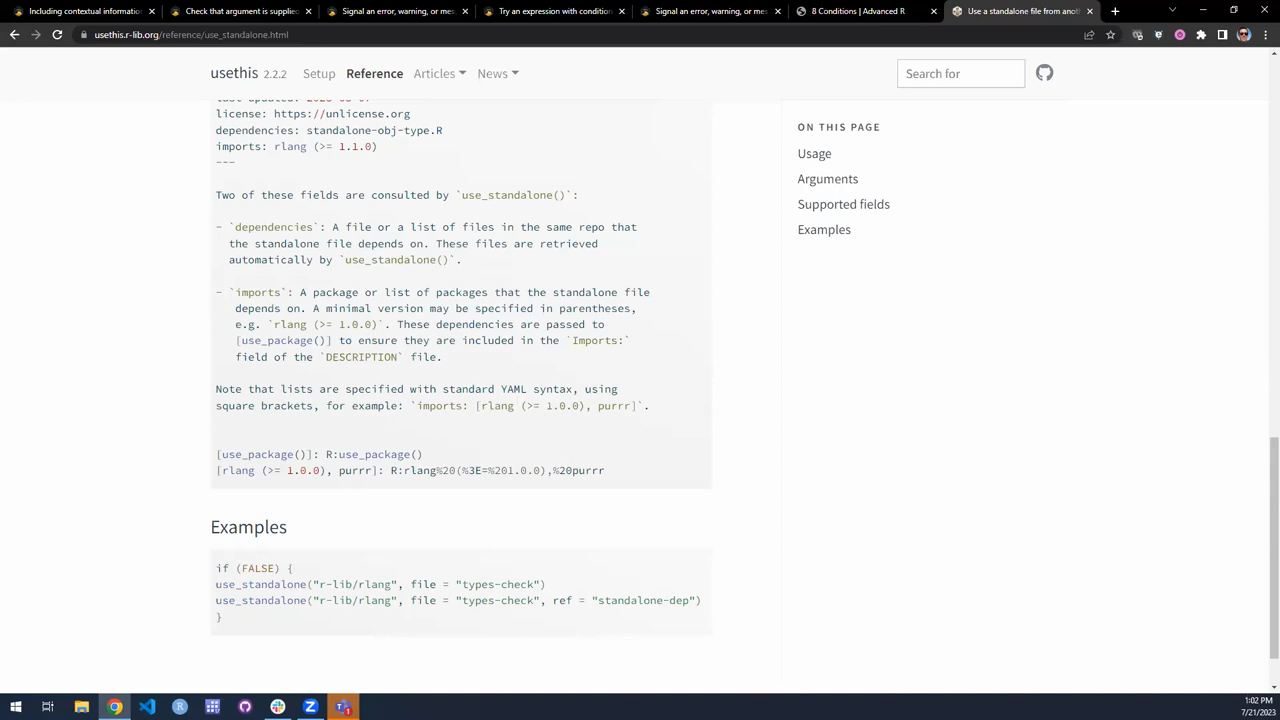 Including contextual informatio
Check that argument is supplie
Signal an error, warning, or mes
Try an expression with condition
Signal an error, warning, or mes
8 Conditions | Advanced R
Use a standalone file from anoth
usethis.r-lib.org/reference/use_standalone.html
usethis 2.2.2 Setup Reference Articles News
Search for
license: https://unlicense.org
dependencies: standalone-obj-type.R
imports: rlang (>= 1.1.0)
---
Two of these fields are consulted by `use_standalone()`:
- `dependencies`: A file or a list of files in the same repo that
the standalone file depends on. These files are retrieved
automatically by `use_standalone()`.
- `imports`: A package or list of packages that the standalone file
depends on. A minimal version may be specified in parentheses,
e.g. `rlang (>= 1.0.0)`. These dependencies are passed to
[use_package()] to ensure they are included in the `Imports:`
field of the `DESCRIPTION` file.
Note that lists are specified with standard YAML syntax, using
square brackets, for example: `imports: [rlang (>= 1.0.0), purrr]`.
[use_package()]: R:use_package()
[rlang (>= 1.0.0), purrr]: R:rlang%20(%3E=%201.0.0),%20purrr
Examples
if (FALSE) {
use_standalone("r-lib/rlang", file = "types-check")
use_standalone("r-lib/rlang", file = "types-check", ref = "standalone-dep")
}
ON THIS PAGE
Usage
Arguments
Supported fields
Examples
1:02 PM
7/21/2023